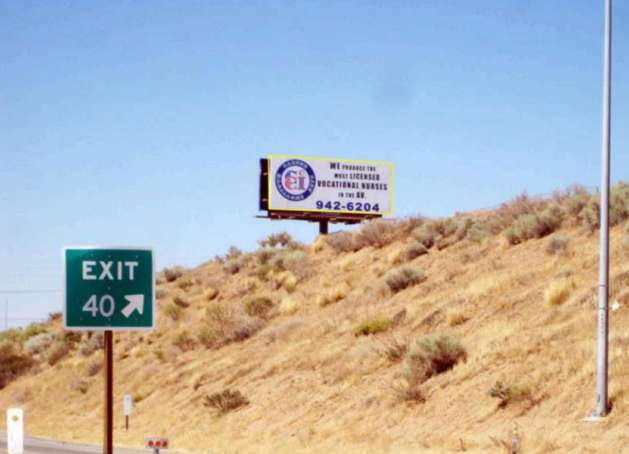 WE PRODUCE THE
MOST LICENSED
VOCATIONAL NURSES
IN THE AV.
942-6204
EXIT
40